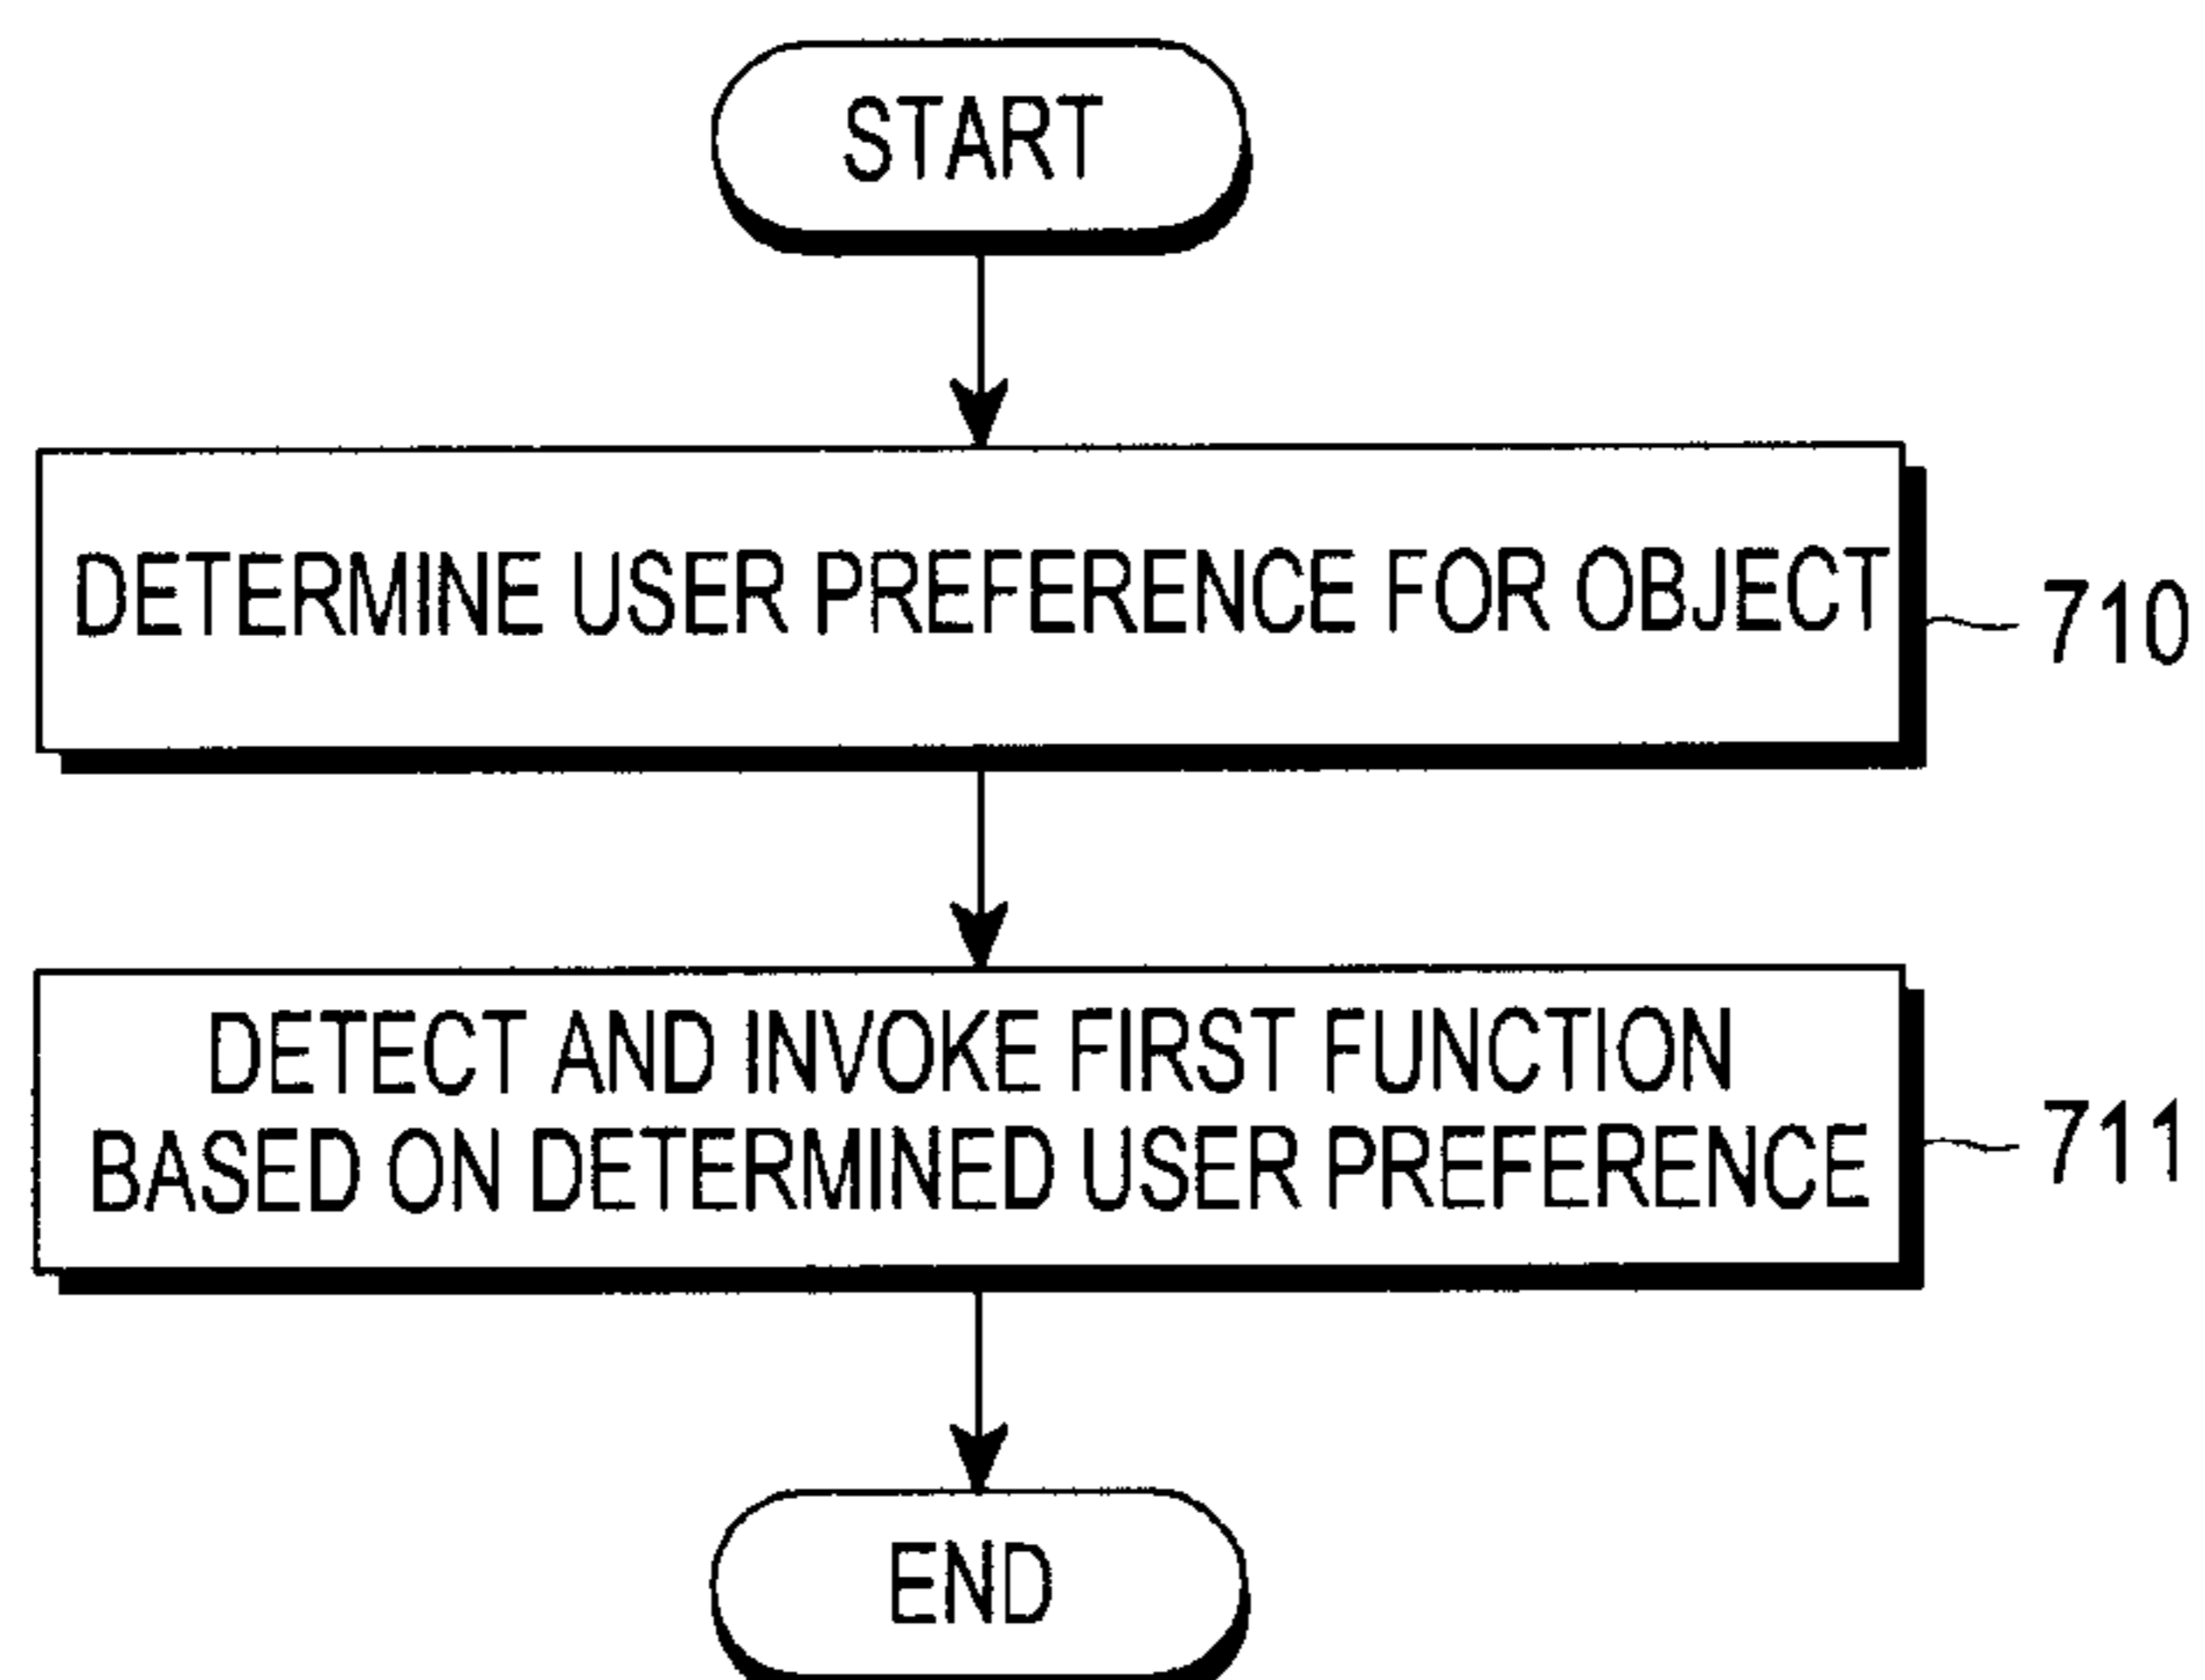 START
DETERMINE USER PREFERENCE FOR OBJECT
710
DETECT AND INVOKE FIRST FUNCTION
BASED ON DETERMINED USER PREFERENCE
711
END